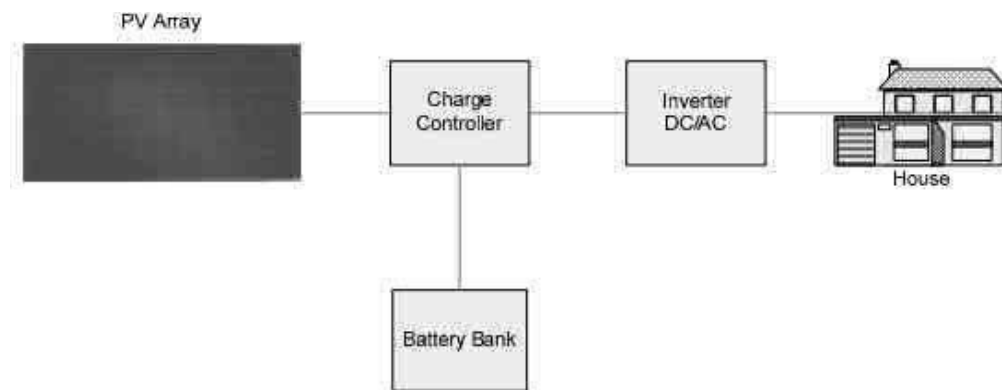 PV Array
Charge
Controller
Inverter
DC/AC
House
Battery Bank